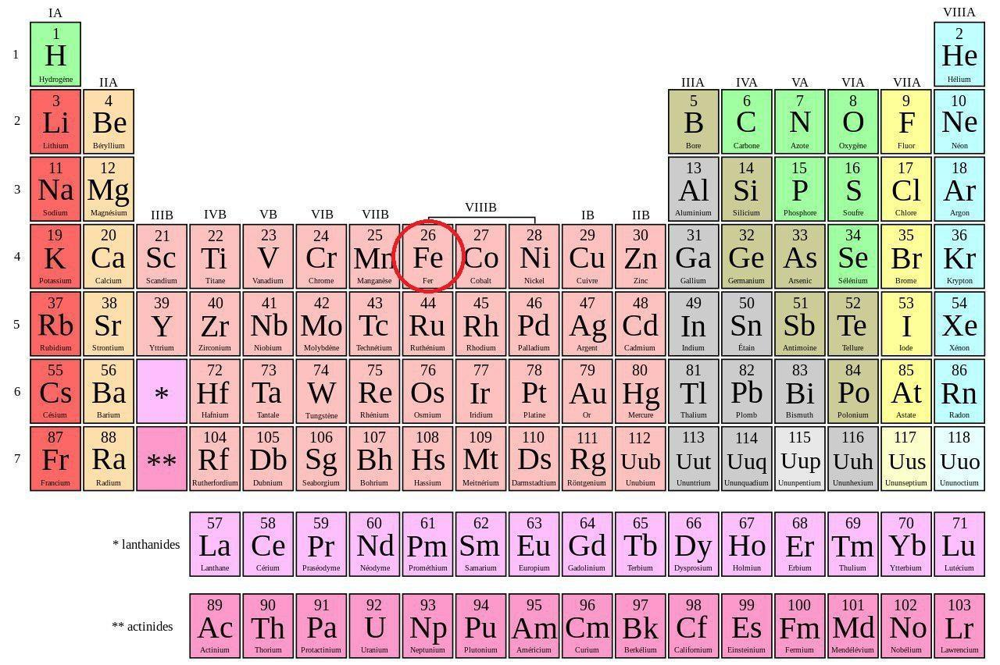 IA VIIIA
1 2
1 H He
Hydrogène Hélium
IIA IIIA IVA VA VIA VIIA
3 4 5 6 7 8 9 10
2 Li Be B C N O F Ne
Lithium Béryllium Bore Carbone Azote Oxygène Fluor Néon
11 12 13 14 15 16 17 18
3 Na Mg Al Si P S Cl Ar
Sodium Magnésium Aluminium Silicium Phosphore Soufre Chlore Argon
IIIB IVB VB VIB VIIB VIIIB IB IIB
19 20 21 22 23 24 25 26 27 28 29 30 31 32 33 34 35 36
4 K Ca Sc Ti V Cr Mn Fe Co Ni Cu Zn Ga Ge As Se Br Kr
Potassium Calcium Scandium Titane Vanadium Chrome Manganèse Fer Cobalt Nickel Cuivre Zinc Gallium Germanium Arsenic Sélénium Brome Krypton
37 38 39 40 41 42 43 44 45 46 47 48 49 50 51 52 53 54
5 Rb Sr Y Zr Nb Mo Tc Ru Rh Pd Ag Cd In Sn Sb Te I Xe
Rubidium Strontium Yttrium Zirconium Niobium Molybdène Technétium Ruthénium Rhodium Palladium Argent Cadmium Indium Étain Antimoine Tellure Iode Xénon
55 56 72 73 74 75 76 77 78 79 80 81 82 83 84 85 86
6 Cs Ba * Hf Ta W Re Os Ir Pt Au Hg Tl Pb Bi Po At Rn
Césium Barium Hafnium Tantale Tungstène Rhénium Osmium Iridium Platine Or Mercure Thalium Plomb Bismuth Polonium Astate Radon
87 88 104 105 106 107 108 109 110 111 112 113 114 115 116 117 118
7 Fr Ra ** Rf Db Sg Bh Hs Mt Ds Rg Uub Uut Uuq Uup Uuh Uus Uuo
Francium Radium Rutherfordium Dubnium Seaborgium Bohrium Hassium Meitnérium Darmstadtium Röntgenium Unubium Ununtrium Ununquadium Ununpentium Ununhexium Ununseptium Ununoctium
57 58 59 60 61 62 63 64 65 66 67 68 69 70 71
* lanthanides La Ce Pr Nd Pm Sm Eu Gd Tb Dy Ho Er Tm Yb Lu
Lanthane Cérium Praséodyme Néodyme Prométhium Samarium Europium Gadolinium Terbium Dysprosium Holmiun Erbium Thulium Ytterbium Lutécium
89 90 91 92 93 94 95 96 97 98 99 100 101 102 103
** actinides Ac Th Pa U Np Pu Am Cm Bk Cf Es Fm Md No Lr
Actinium Thorium Protactinium Uranium Neptunium Plutonium Américium Curium Berkélium Californium Einsteinium Fermium Mendélévium Nobélium Lawrencium